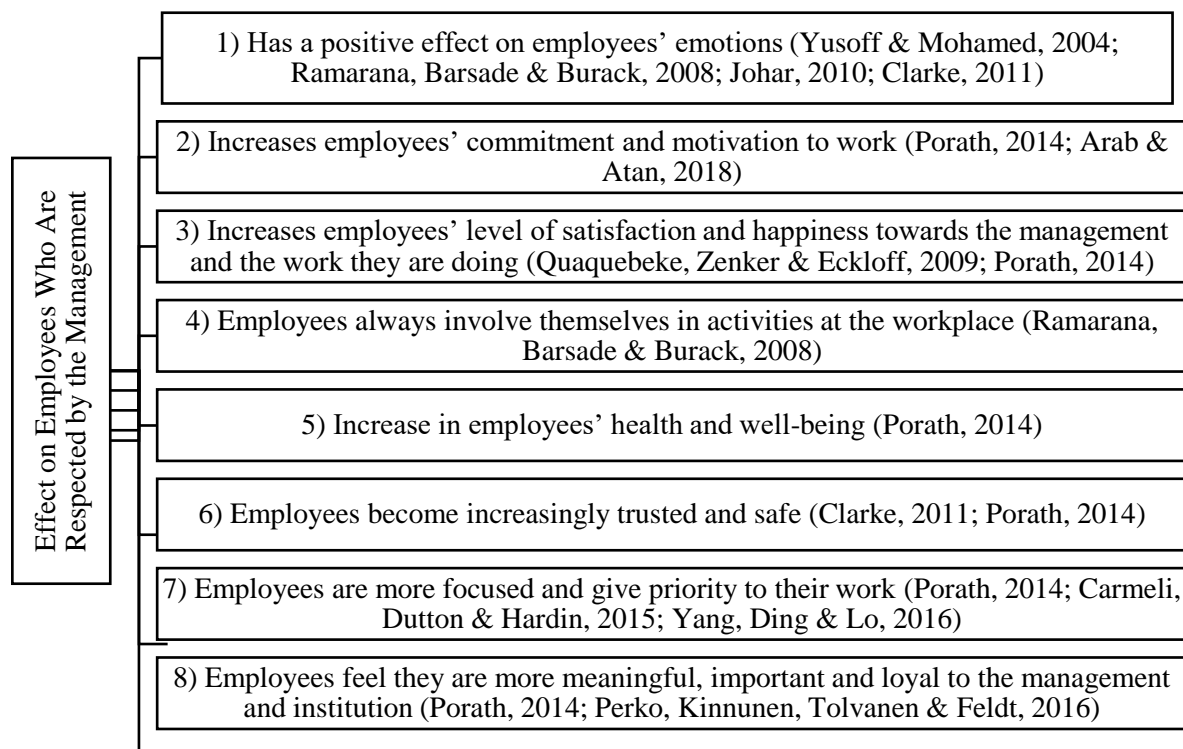 Effect on Employees Who Are
Respected by the Management
1) Has a positive effect on employees’ emotions (Yusoff & Mohamed, 2004;
Ramarana, Barsade & Burack, 2008; Johar, 2010; Clarke, 2011)
2) Increases employees’ commitment and motivation to work (Porath, 2014; Arab &
Atan, 2018)
3) Increases employees’ level of satisfaction and happiness towards the management
and the work they are doing (Quaquebeke, Zenker & Eckloff, 2009; Porath, 2014)
4) Employees always involve themselves in activities at the workplace (Ramarana,
Barsade & Burack, 2008)
5) Increase in employees’ health and well-being (Porath, 2014)
6) Employees become increasingly trusted and safe (Clarke, 2011; Porath, 2014)
7) Employees are more focused and give priority to their work (Porath, 2014; Carmeli,
Dutton & Hardin, 2015; Yang, Ding & Lo, 2016)
8) Employees feel they are more meaningful, important and loyal to the management
and institution (Porath, 2014; Perko, Kinnunen, Tolvanen & Feldt, 2016)